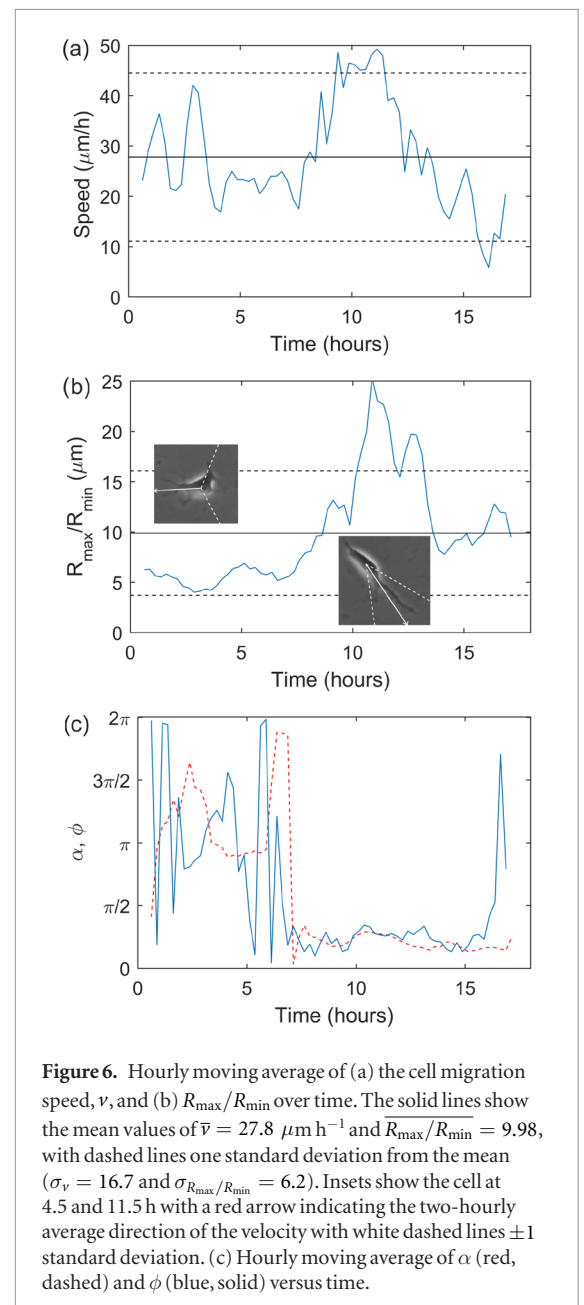 (a)
50
40
30
20
10
0
Speed (μm/h)
0 5 10 15
Time (hours)
(b)
25
20
15
10
5
0
R_max/R_min (μm)
0 5 10 15
Time (hours)
(c)
2π
3π/2
π
π/2
0
α, ϕ
0 5 10 15
Time (hours)
Figure 6. Hourly moving average of (a) the cell migration
speed, ν, and (b) R_max/R_min over time. The solid lines show
the mean values of ν̅ = 27.8 μm h⁻¹ and \overline{R_max/R_min} = 9.98,
with dashed lines one standard deviation from the mean
(σ_ν = 16.7 and σ_{R_max/R_min} = 6.2). Insets show the cell at
4.5 and 11.5 h with a red arrow indicating the two-hourly
average direction of the velocity with white dashed lines ±1
standard deviation. (c) Hourly moving average of α (red,
dashed) and ϕ (blue, solid) versus time.